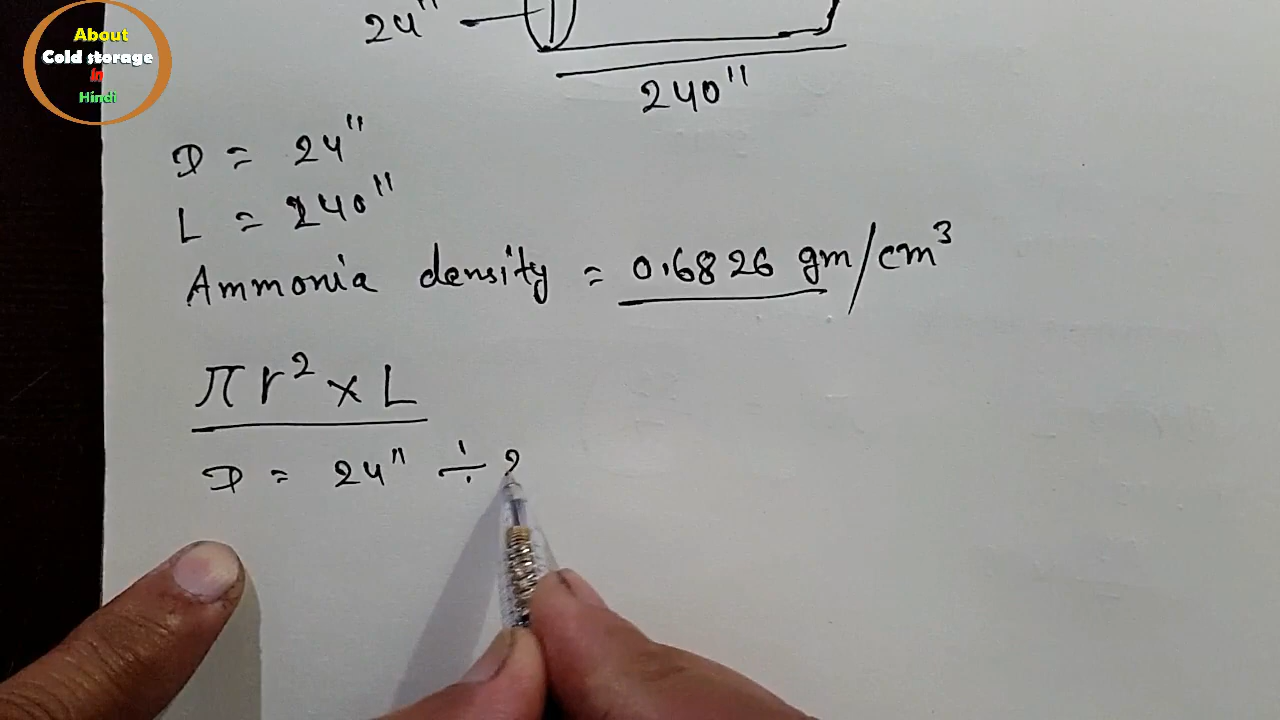 About
Cold storage
in
Hindi
24"
240"
D = 24"
L = 240"
Ammonia density = 0.6826 gm/cm³
πr² × L
D = 24" ÷ 2